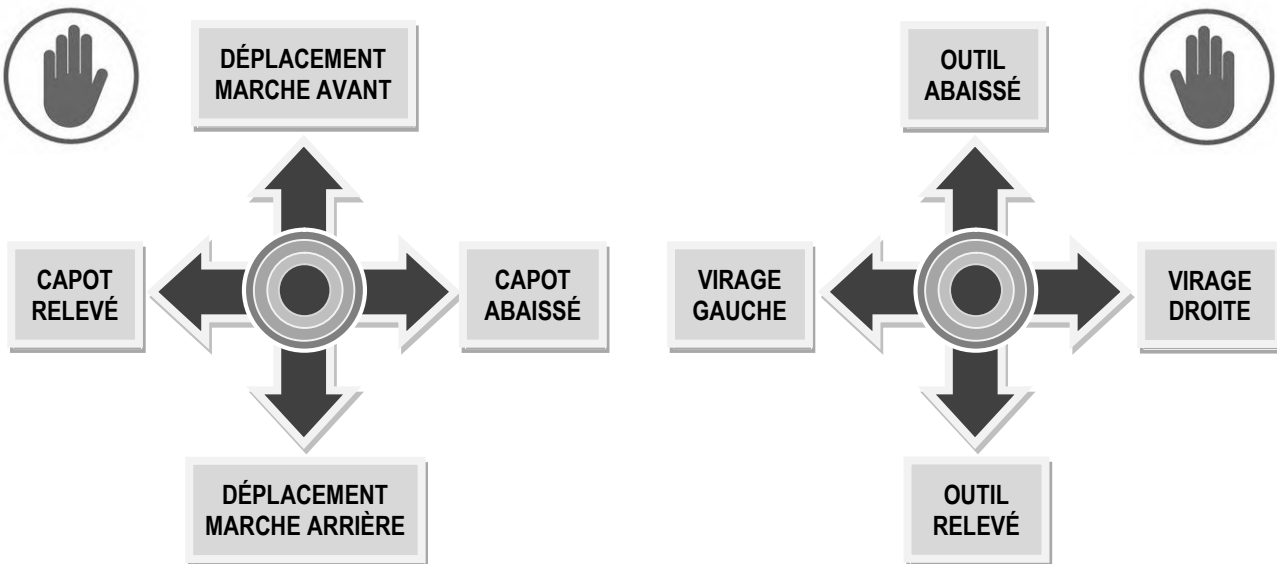 DÉPLACEMENT
MARCHE AVANT
CAPOT
RELEVÉ
CAPOT
ABAISSÉ
DÉPLACEMENT
MARCHE ARRIÈRE
OUTIL
ABAISSÉ
VIRAGE
GAUCHE
VIRAGE
DROITE
OUTIL
RELEVÉ